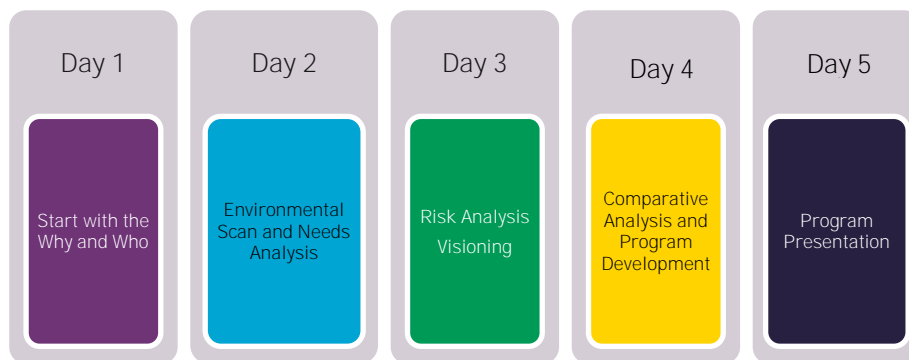 Day 1
Start with the
Why and Who
Day 2
Environmental
Scan and Needs
Analysis
Day 3
Risk Analysis
Visioning
Day 4
Comparative
Analysis and
Program
Development
Day 5
Program
Presentation